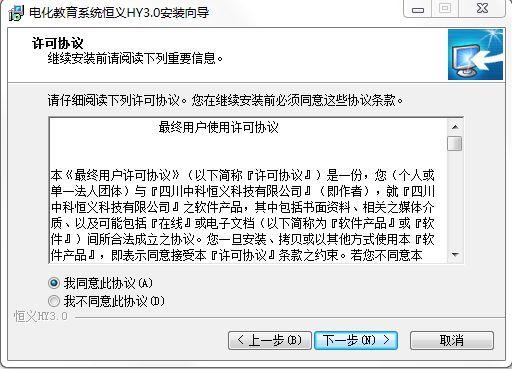 电化教育系统恒义HY3.0安装向导
许可协议
继续安装前请阅读下列重要信息。
请仔细阅读下列许可协议。您在继续安装前必须同意这些协议条款。
最终用户使用许可协议
本《最终用户许可协议》（以下简称『许可协议』）是一份，您（个人或
单一法人团体）与『四川中科恒义科技有限公司』（即作者），就『四川
中科恒义科技有限公司』之软件产品，其中包括书面资料、相关之媒体介
质、以及可能包括『在线』或电子文档（以下简称为『软件产品』或『软
件』）间所合法成立之协议。您一旦安装、拷贝或以其他方式使用本『软
件产品』，即表示同意接受本『许可协议』条款之约束。若您不同意本
我同意此协议(A)
我不同意此协议(D)
恒义HY3.0
< 上一步(B)
下一步(N) >
取消